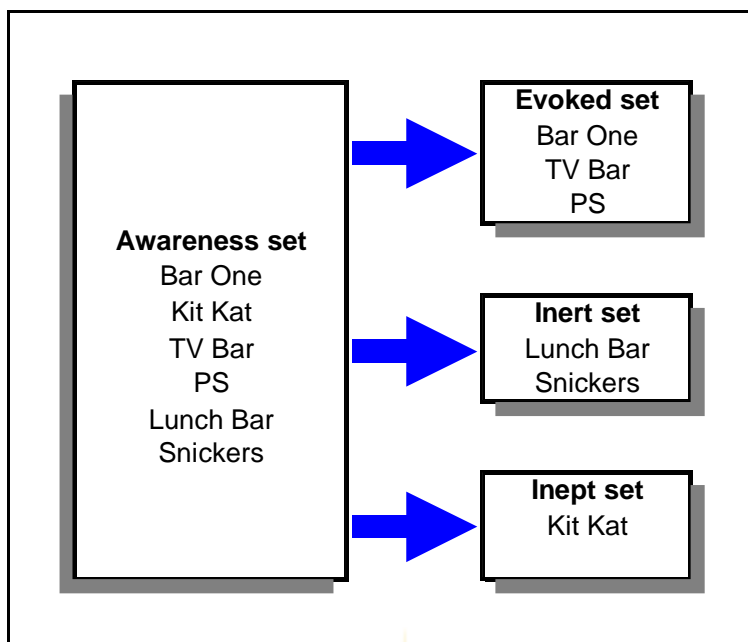 Awareness set
Bar One
Kit Kat
TV Bar
PS
Lunch Bar
Snickers
Evoked set
Bar One
TV Bar
PS
Inert set
Lunch Bar
Snickers
Inept set
Kit Kat